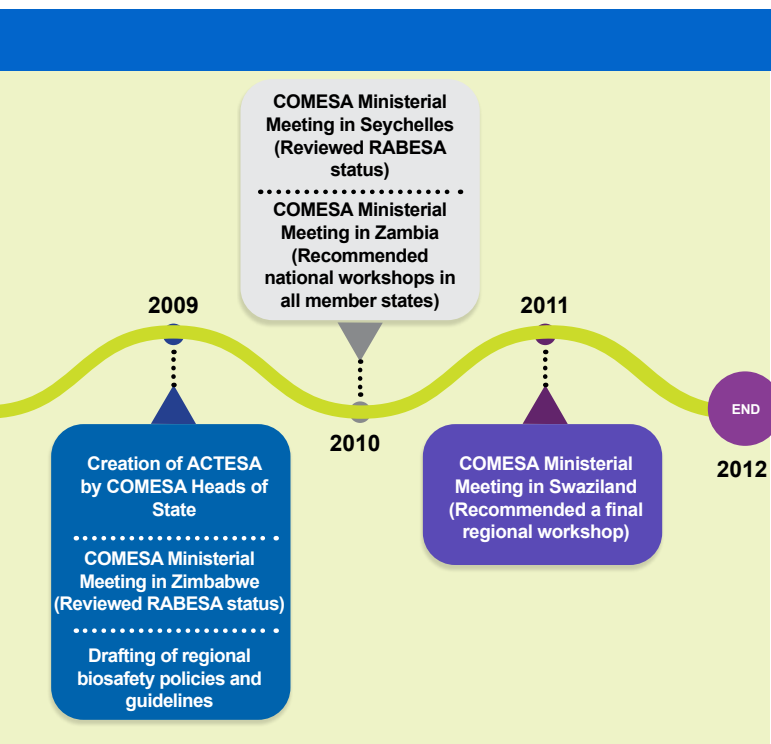 COMESA Ministerial
Meeting in Seychelles
(Reviewed RABESA
status)
COMESA Ministerial
Meeting in Zambia
(Recommended
national workshops in
all member states)
2009
2011
2010
END
2012
Creation of ACTESA
by COMESA Heads of
State
COMESA Ministerial
Meeting in Zimbabwe
(Reviewed RABESA status)
Drafting of regional
biosafety policies and
guidelines
COMESA Ministerial
Meeting in Swaziland
(Recommended a final
regional workshop)